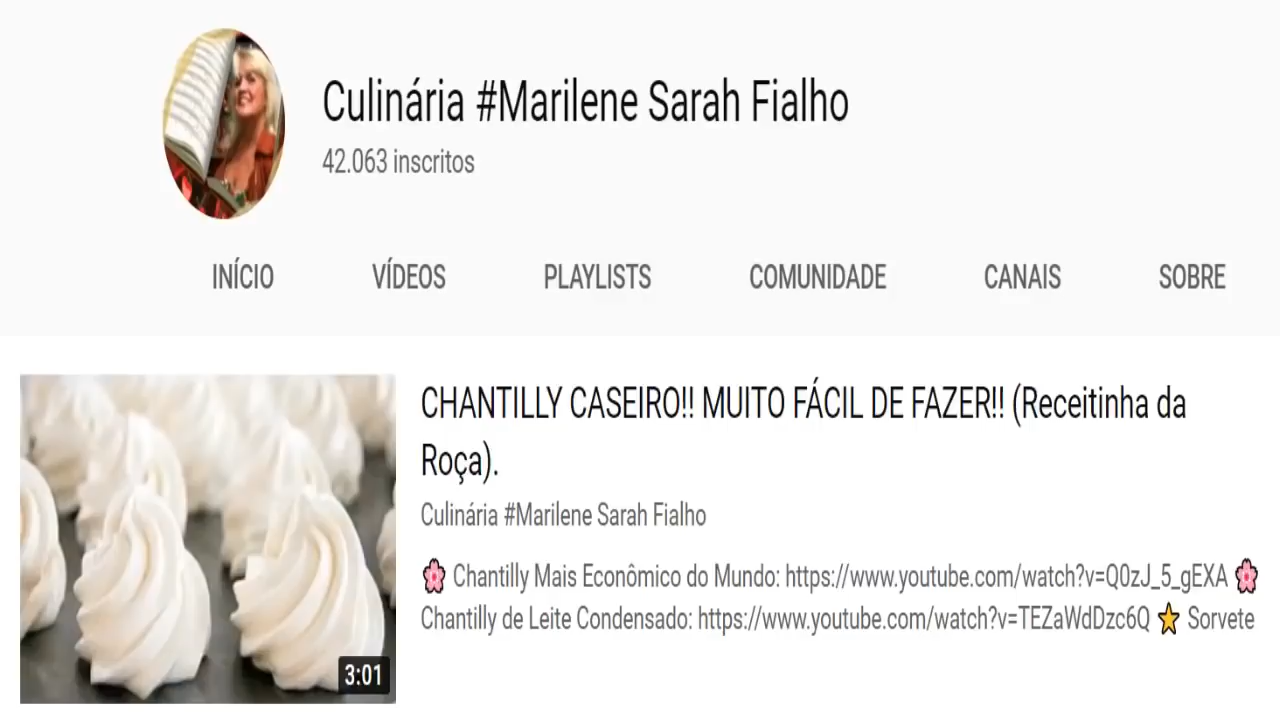 Culinária #Marilene Sarah Fialho
42.063 inscritos
INÍCIO VÍDEOS PLAYLISTS COMUNIDADE CANAIS SOBRE
CHANTILLY CASEIRO!! MUITO FÁCIL DE FAZER!! (Receitinha da
Roça).
Culinária #Marilene Sarah Fialho
🌸 Chantilly Mais Econômico do Mundo: https://www.youtube.com/watch?v=Q0zJ_5_gEXA 🌸
Chantilly de Leite Condensado: https://www.youtube.com/watch?v=TEZaWdDzc6Q ⭐ Sorvete
3:01